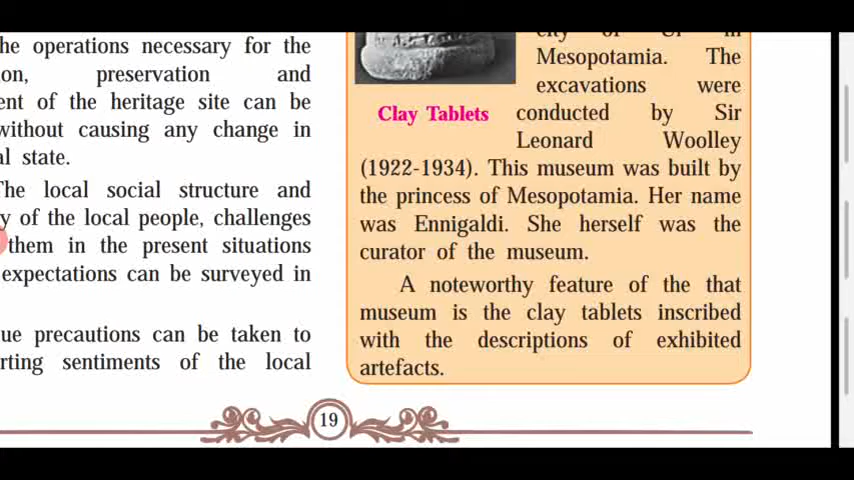 he operations necessary for the
on, preservation and
ent of the heritage site can be
without causing any change in
al state.
he local social structure and
y of the local people, challenges
them in the present situations
expectations can be surveyed in
ue precautions can be taken to
rting sentiments of the local
Clay Tablets
city of Ur in
Mesopotamia. The
excavations were
conducted by Sir
Leonard Woolley
(1922-1934). This museum was built by
the princess of Mesopotamia. Her name
was Ennigaldi. She herself was the
curator of the museum.
A noteworthy feature of the that
museum is the clay tablets inscribed
with the descriptions of exhibited
artefacts.
19